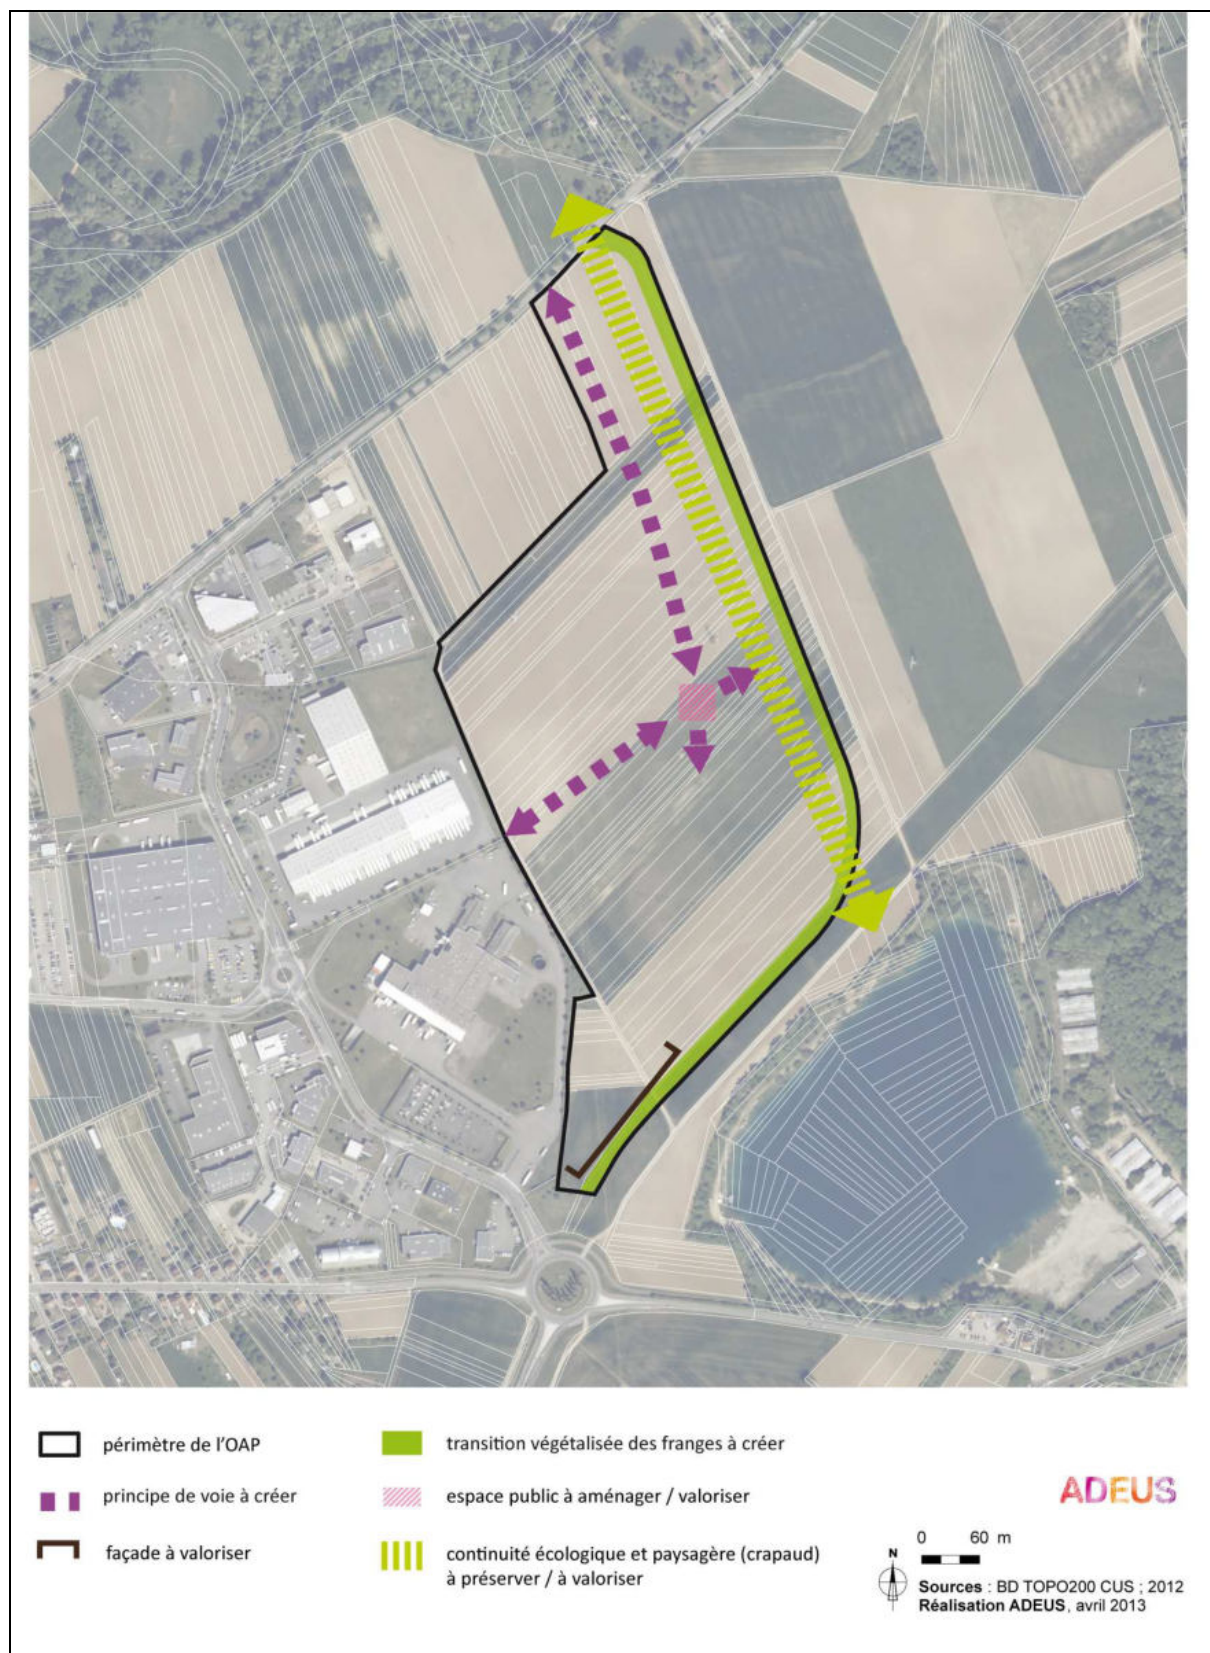 périmètre de l'OAP
principe de voie à créer
façade à valoriser
transition végétalisée des franges à créer
espace public à aménager / valoriser
continuité écologique et paysagère (crapaud)
à préserver / à valoriser
ADEUS
0 60 m
N
Sources : BD TOPO200 CUS ; 2012
Réalisation ADEUS, avril 2013